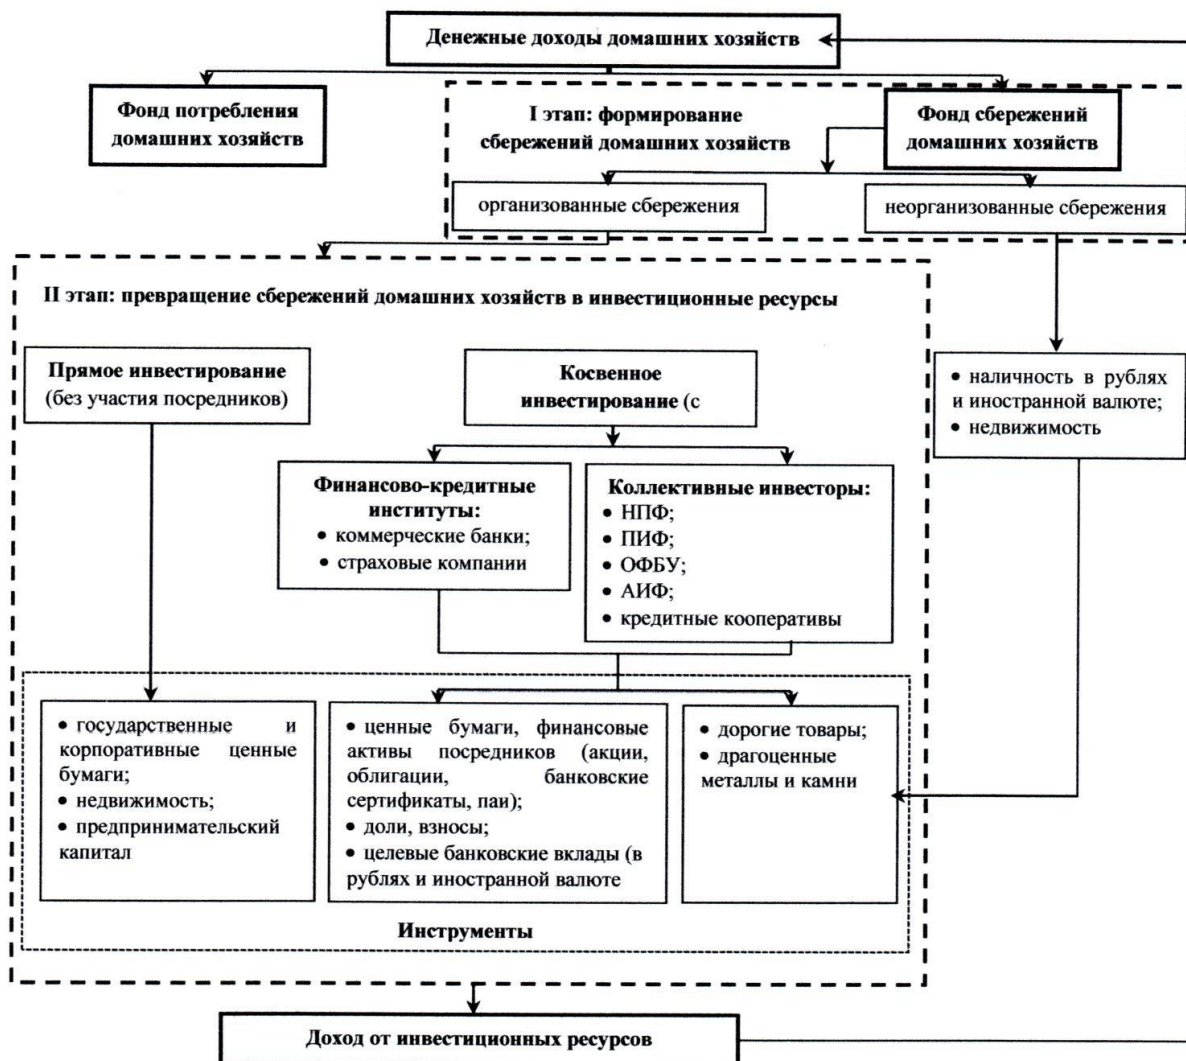 Денежные доходы домашних хозяйств
Фонд потребления
домашних хозяйств
I этап: формирование
сбережений домашних хозяйств
Фонд сбережений
домашних хозяйств
организованные сбережения
неорганизованные сбережения
II этап: превращение сбережений домашних хозяйств в инвестиционные ресурсы
Прямое инвестирование
(без участия посредников)
Косвенное
инвестирование (с
• наличность в рублях
и иностранной валюте;
• недвижимость
Финансово-кредитные
институты:
• коммерческие банки;
• страховые компании
Коллективные инвесторы:
• НПФ;
• ПИФ;
• ОФБУ;
• АИФ;
• кредитные кооперативы
• государственные и
корпоративные ценные
бумаги;
• недвижимость;
• предпринимательский
капитал
• ценные бумаги, финансовые
активы посредников (акции,
облигации, банковские
сертификаты, паи);
• доли, взносы;
• целевые банковские вклады (в
рублях и иностранной валюте
• дорогие товары;
• драгоценные
металлы и камни
Инструменты
Доход от инвестиционных ресурсов